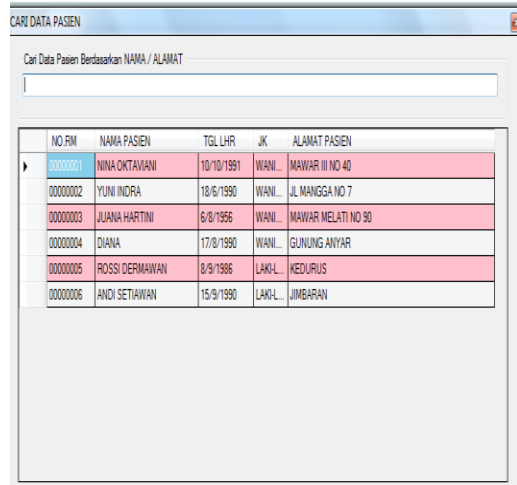 CARI DATA PASIEN
Cari Data Pasien Berdasarkan NAMA / ALAMAT
NO.RM NAMA PASIEN TGL LHR JK ALAMAT PASIEN
00000001 NINA OKTAVIANI 10/10/1991 WANI... MAWAR III NO 40
00000002 YUNI INDRA 18/6/1990 WANI... JL MANGGA NO 7
00000003 JUANA HARTINI 6/8/1956 WANI... MAWAR MELATI NO 90
00000004 DIANA 17/8/1990 WANI... GUNUNG ANYAR
00000005 ROSSI DERMAWAN 8/9/1986 LAKI-L... KEDURUS
00000006 ANDI SETIAWAN 15/9/1990 LAKI-L... JIMBARAN